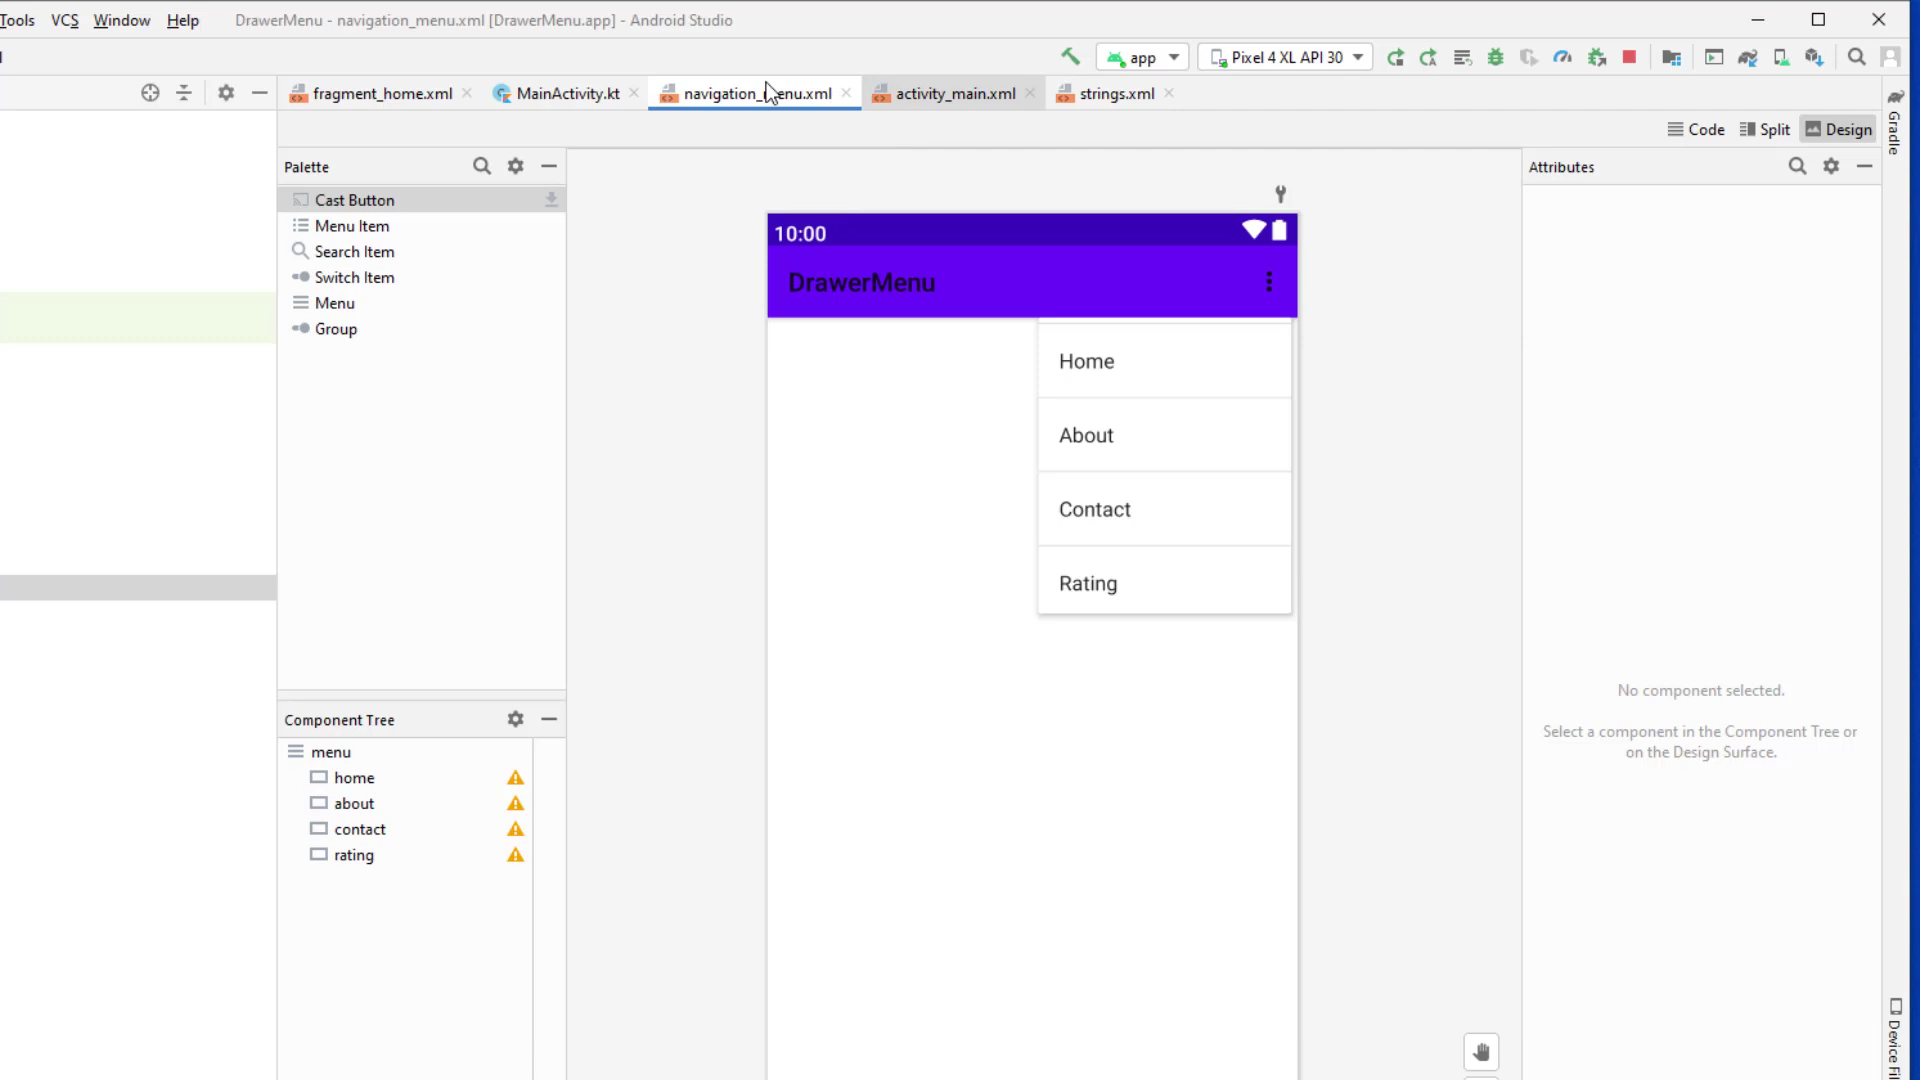 Tools VCS Window Help DrawerMenu - navigation_menu.xml [DrawerMenu.app] - Android Studio
app Pixel 4 XL API 30
fragment_home.xml MainActivity.kt navigation_menu.xml activity_main.xml strings.xml
Code Split Design
Gradle
Palette
Cast Button
Menu Item
Search Item
Switch Item
Menu
Group
10:00
DrawerMenu
Home
About
Contact
Rating
Attributes
No component selected.
Select a component in the Component Tree or
on the Design Surface.
Component Tree
menu
home
about
contact
rating
Device Fil